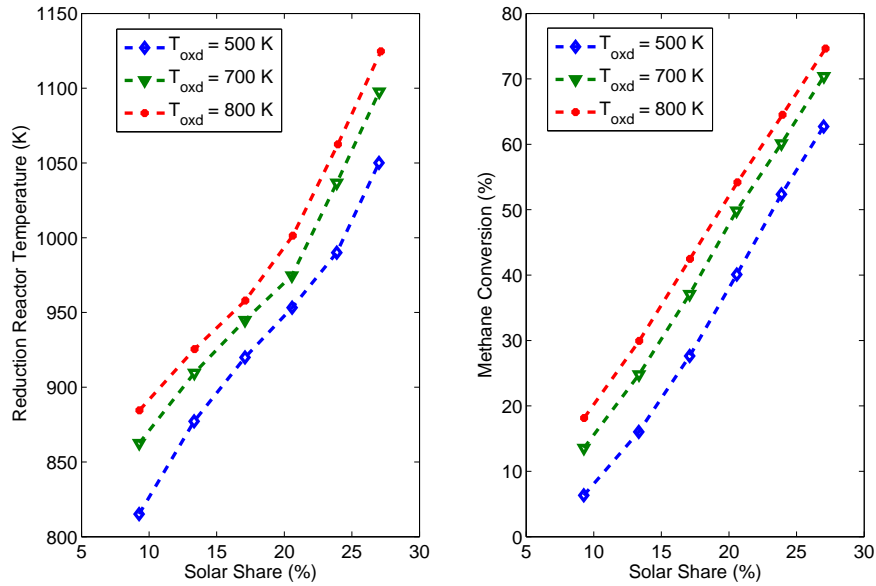 Reduction Reactor Temperature (K)
1150
1100
1050
1000
950
900
850
800
5
10
15
20
25
30
Solar Share (%)
T_oxd = 500 K
T_oxd = 700 K
T_oxd = 800 K
Methane Conversion (%)
80
70
60
50
40
30
20
10
0
5
10
15
20
25
30
Solar Share (%)
T_oxd = 500 K
T_oxd = 700 K
T_oxd = 800 K